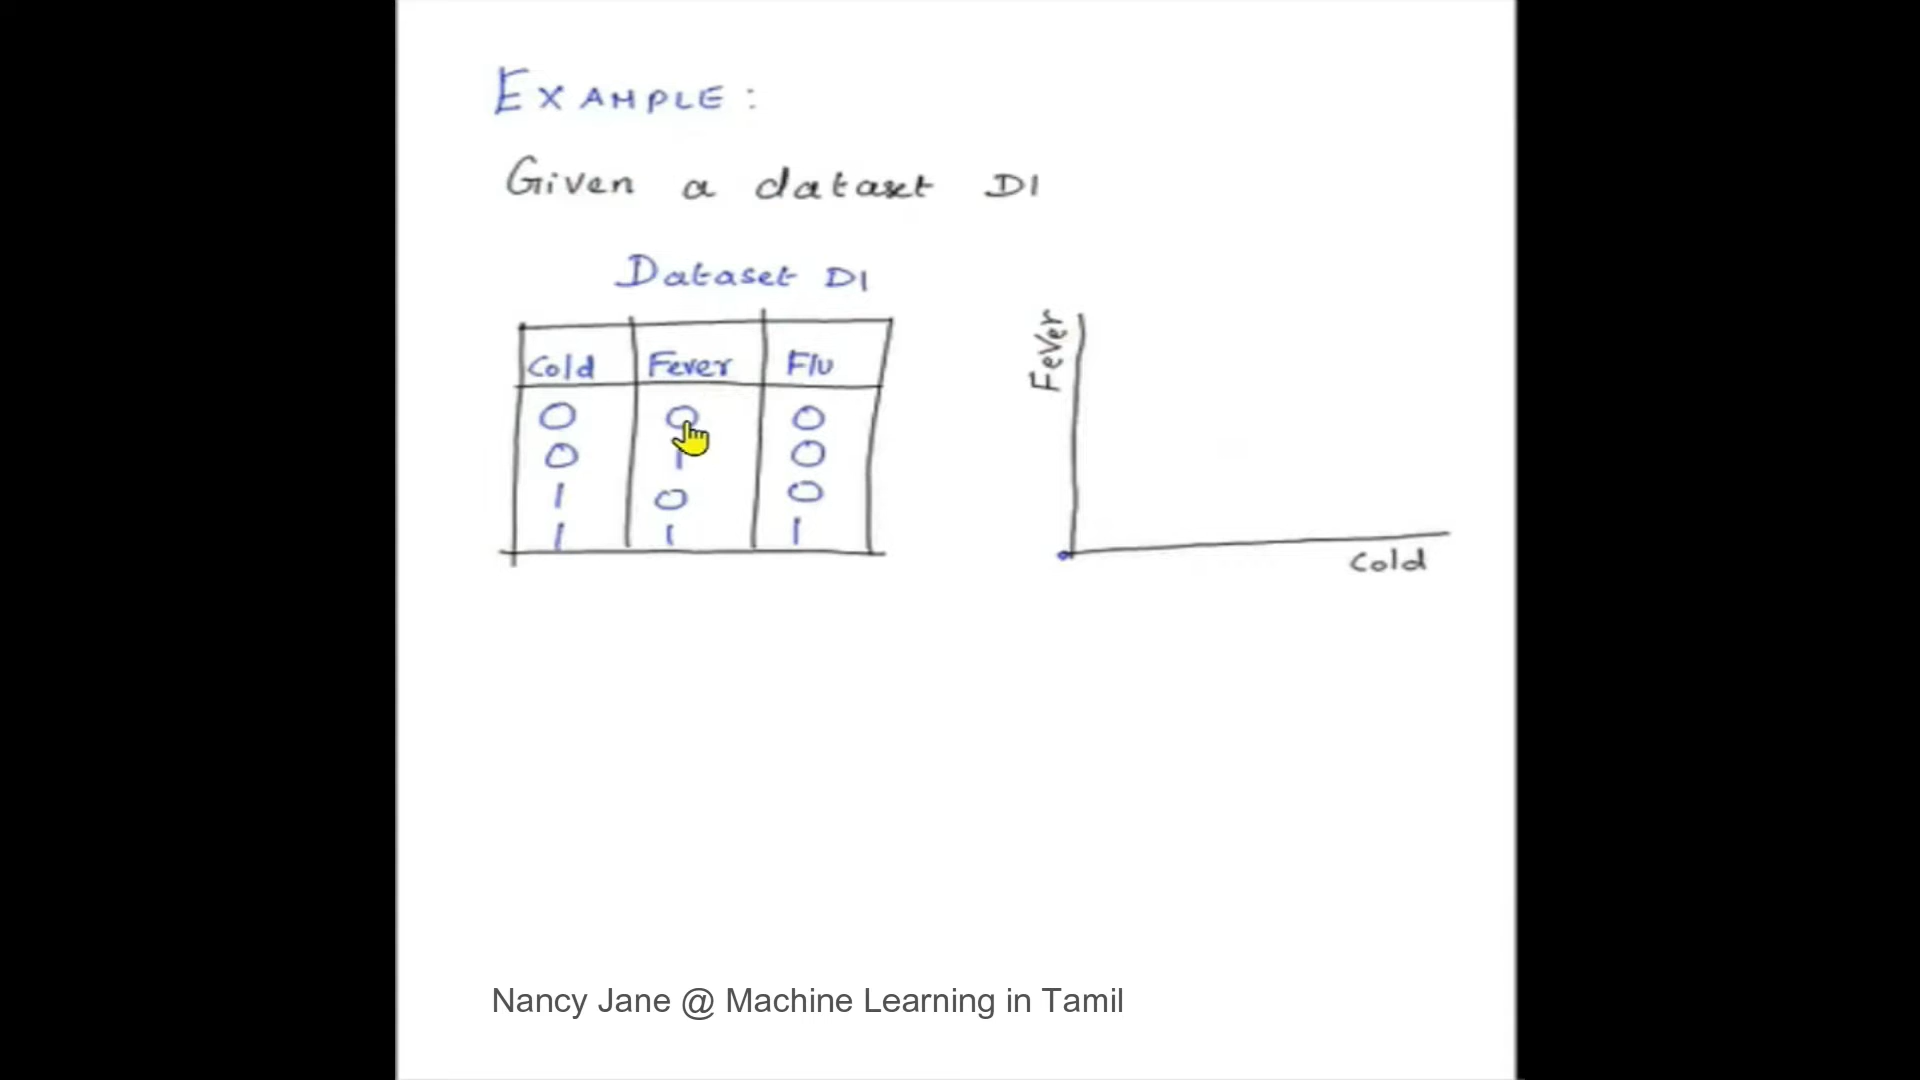 EXAMPLE:
Given a dataset D1
Dataset D1
Cold Fever Flu
0 0 0
0 1 0
1 0 0
1 1 1
Fever
Cold
Nancy Jane @ Machine Learning in Tamil